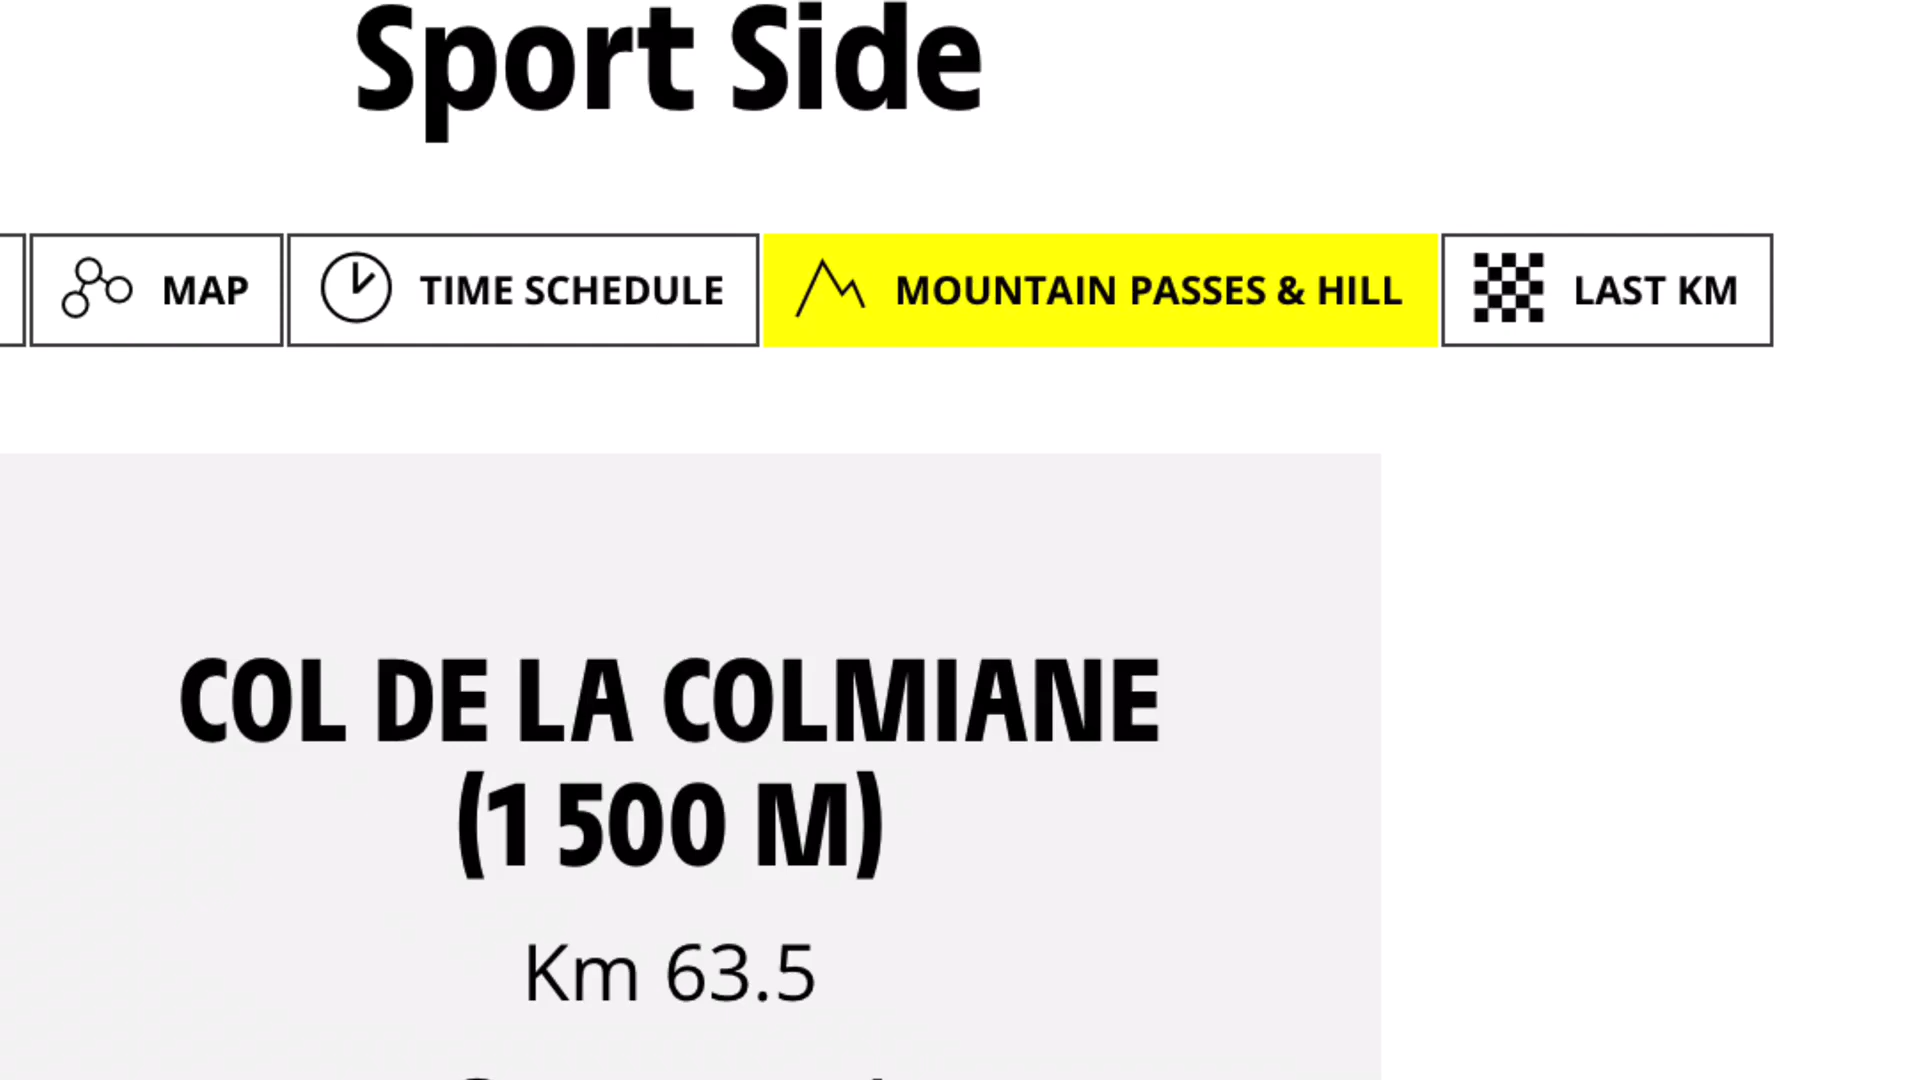 Sport Side
MAP TIME SCHEDULE MOUNTAIN PASSES & HILL LAST KM
COL DE LA COLMIANE
(1 500 M)
Km 63.5